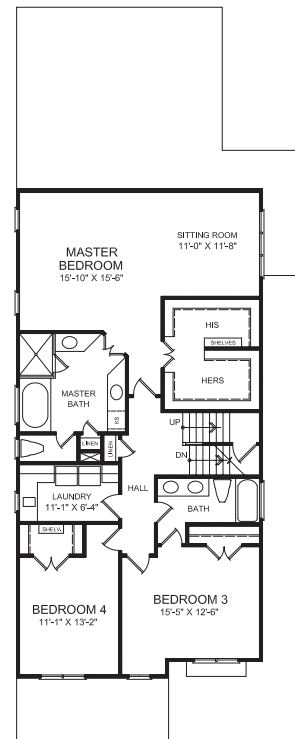 SITTING ROOM
11'-0" X 11'-8"
MASTER
BEDROOM
15'-10" X 15'-6"
HIS
SHELVES
HERS
MASTER
BATH
KS
UP
LINEN
LINEN
DN
LAUNDRY
11'-1" X 6'-4"
HALL
BATH
SHELV.
BEDROOM 4
11'-1" X 13'-2"
BEDROOM 3
15'-5" X 12'-6"